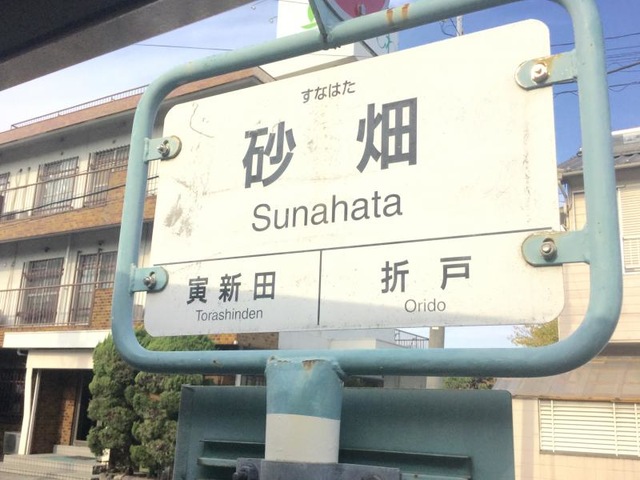 すなはた
砂畑
Sunahata
寅新田
Torashinden
折戸
Orido